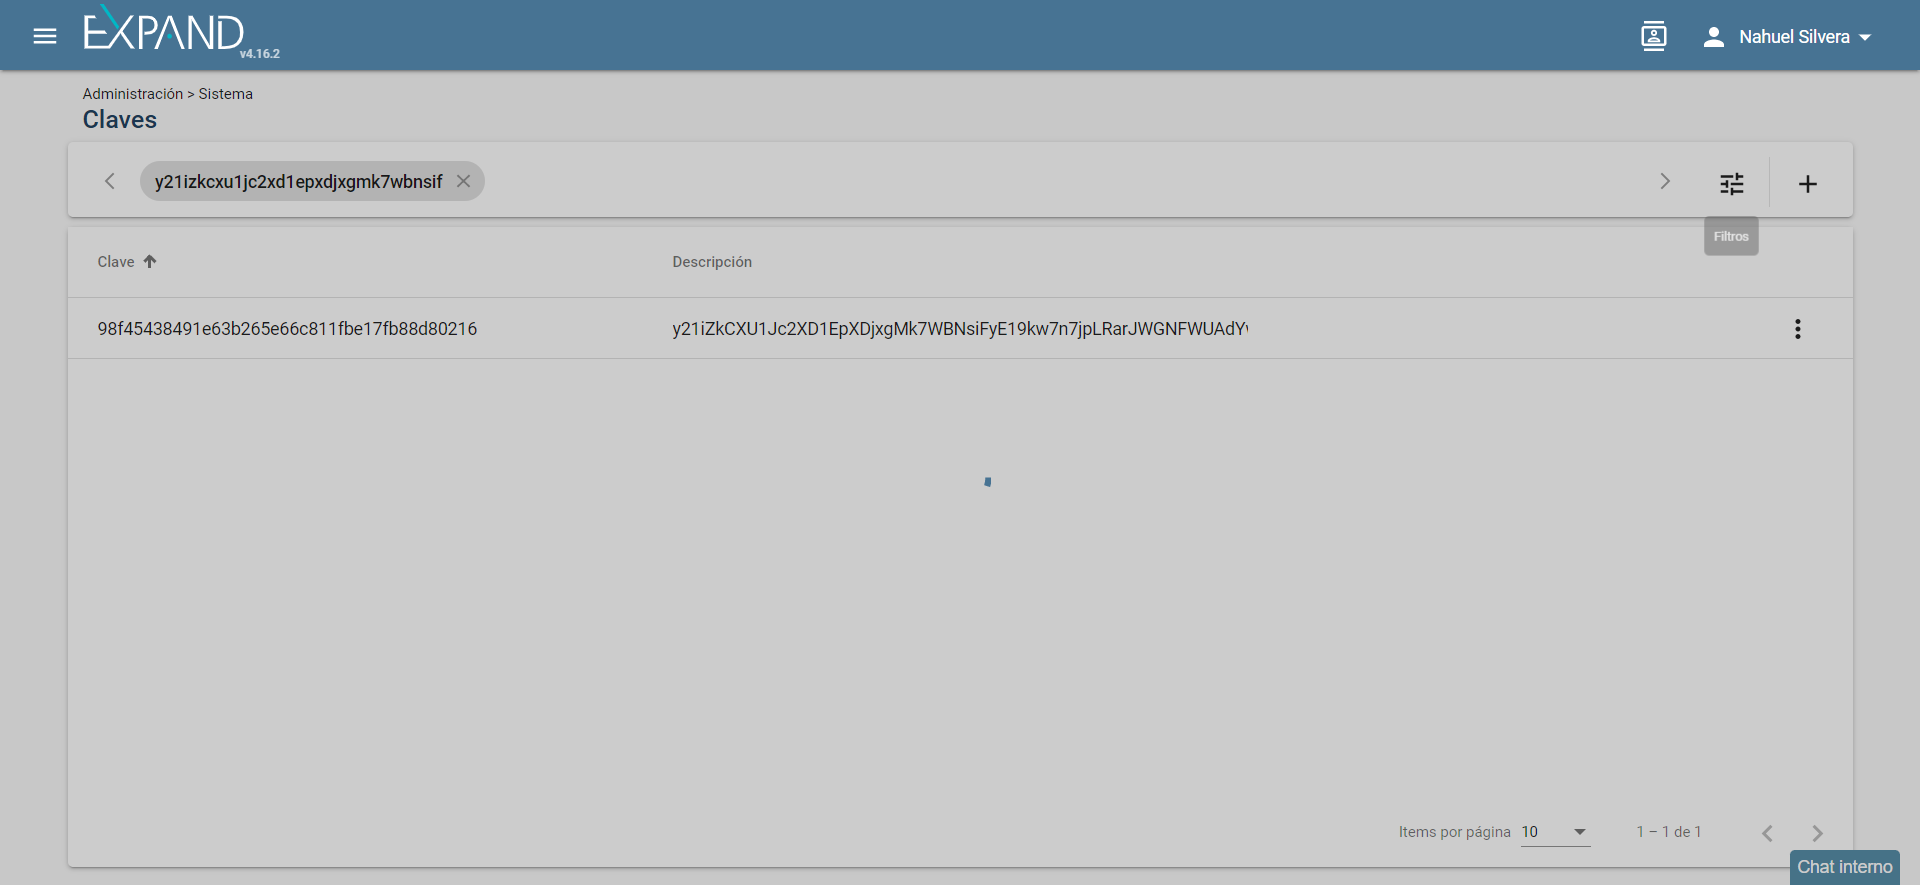 EXPAND
v4.16.2
Nahuel Silvera
Administración > Sistema
Claves
y21izkcxu1jc2xd1epxdjxgmk7wbnsif
Filtros
Clave
Descripción
98f45438491e63b265e66c811fbe17fb88d80216
y21iZkCXU1Jc2XD1EpXDjxgMk7WBNsiFyE19kw7n7jpLRarJWGNFWUAdY
Items por página 10
1 – 1 de 1
Chat interno